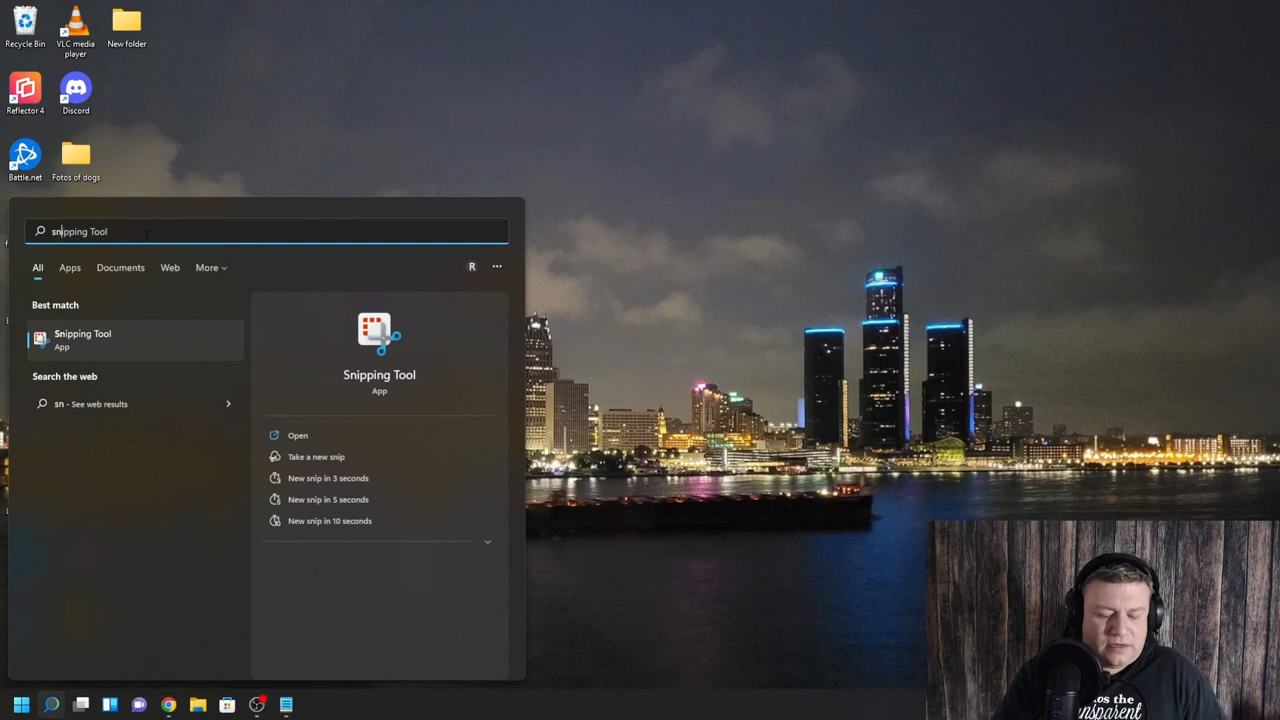 Recycle Bin
VLC media player
New folder
Reflector 4
Discord
Battle.net
Fotos of dogs
snipping Tool
All
Apps
Documents
Web
More
R
Best match
Snipping Tool
App
Search the web
sn - See web results
Snipping Tool
App
Open
Take a new snip
New snip in 3 seconds
New snip in 5 seconds
New snip in 10 seconds
the
ansparent